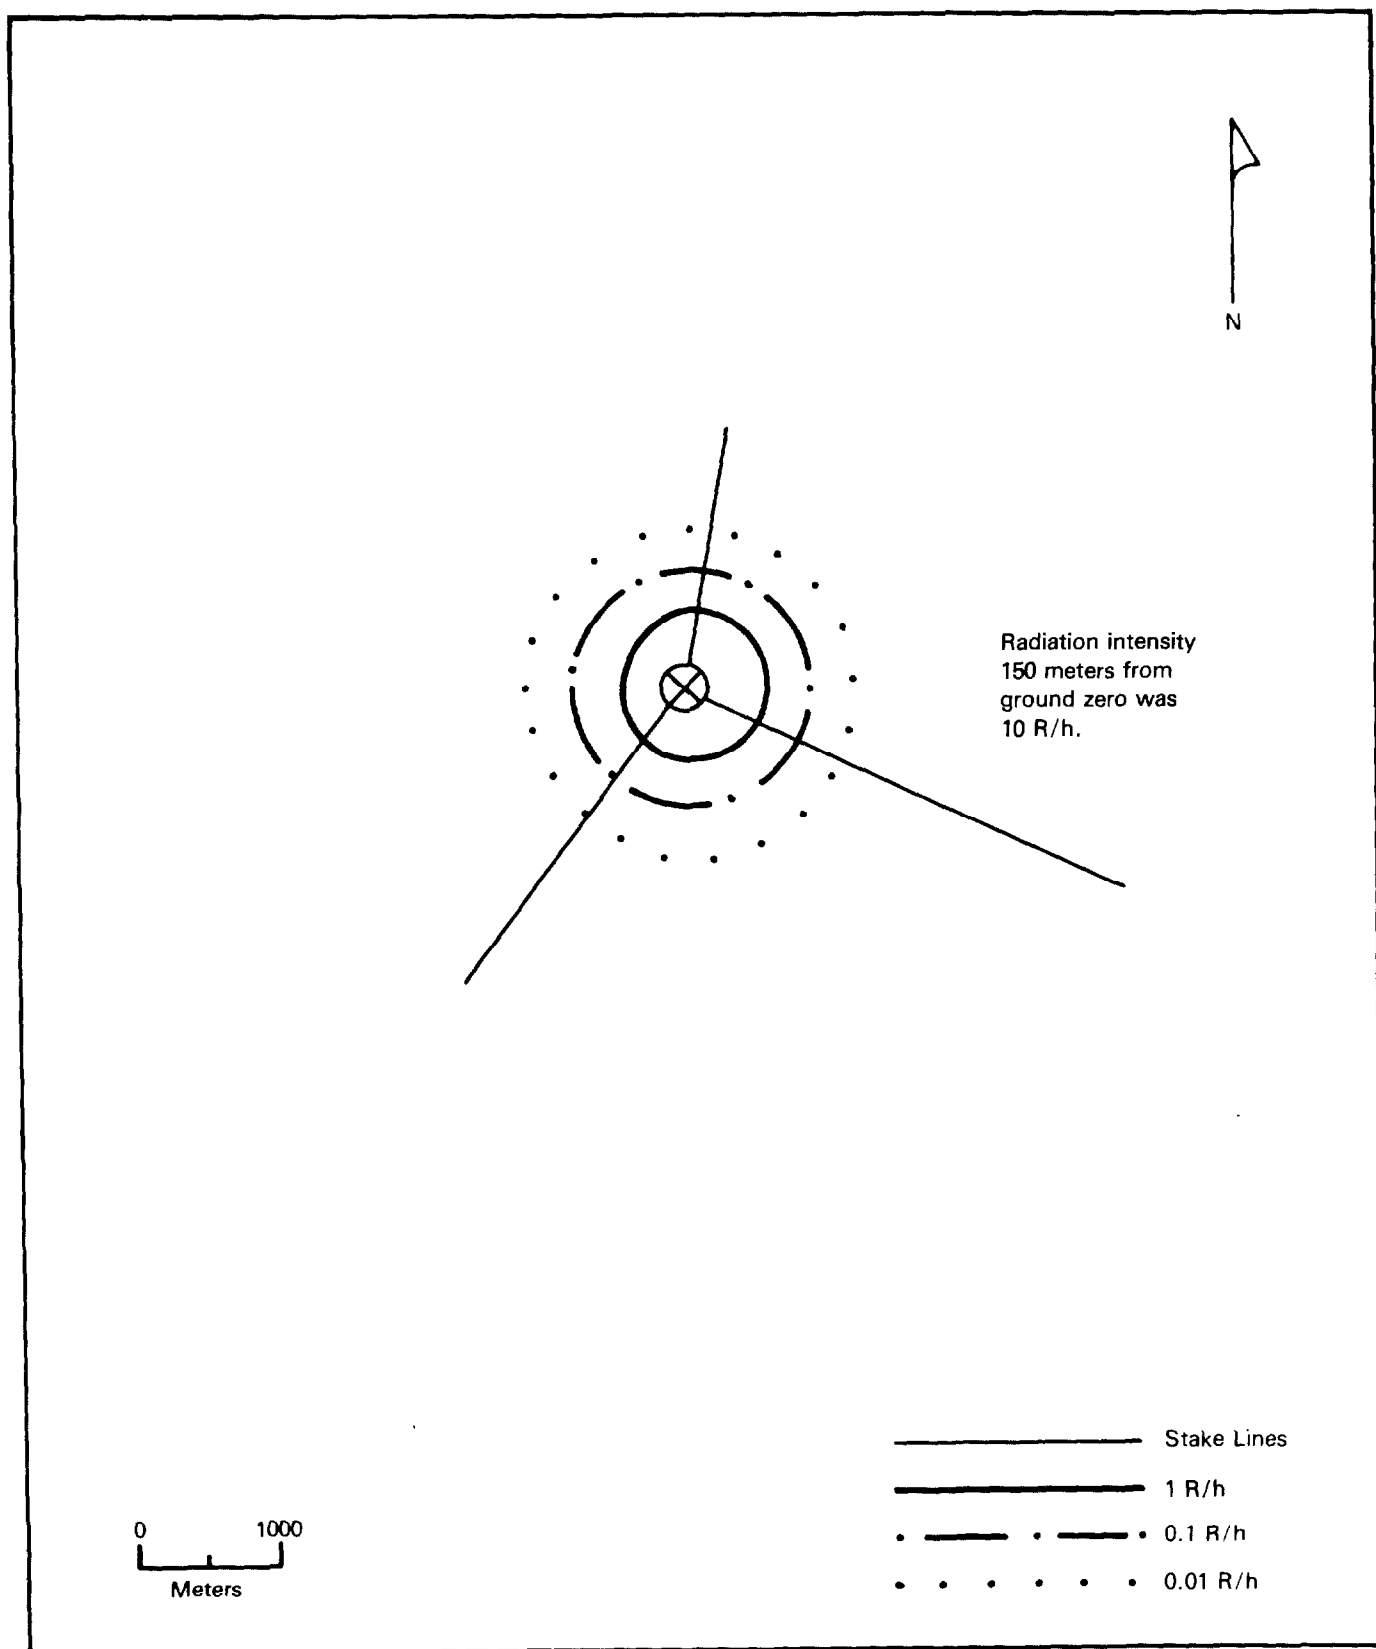 N
Radiation intensity
150 meters from
ground zero was
10 R/h.
Stake Lines
1 R/h
0.1 R/h
0.01 R/h
0 1000
Meters